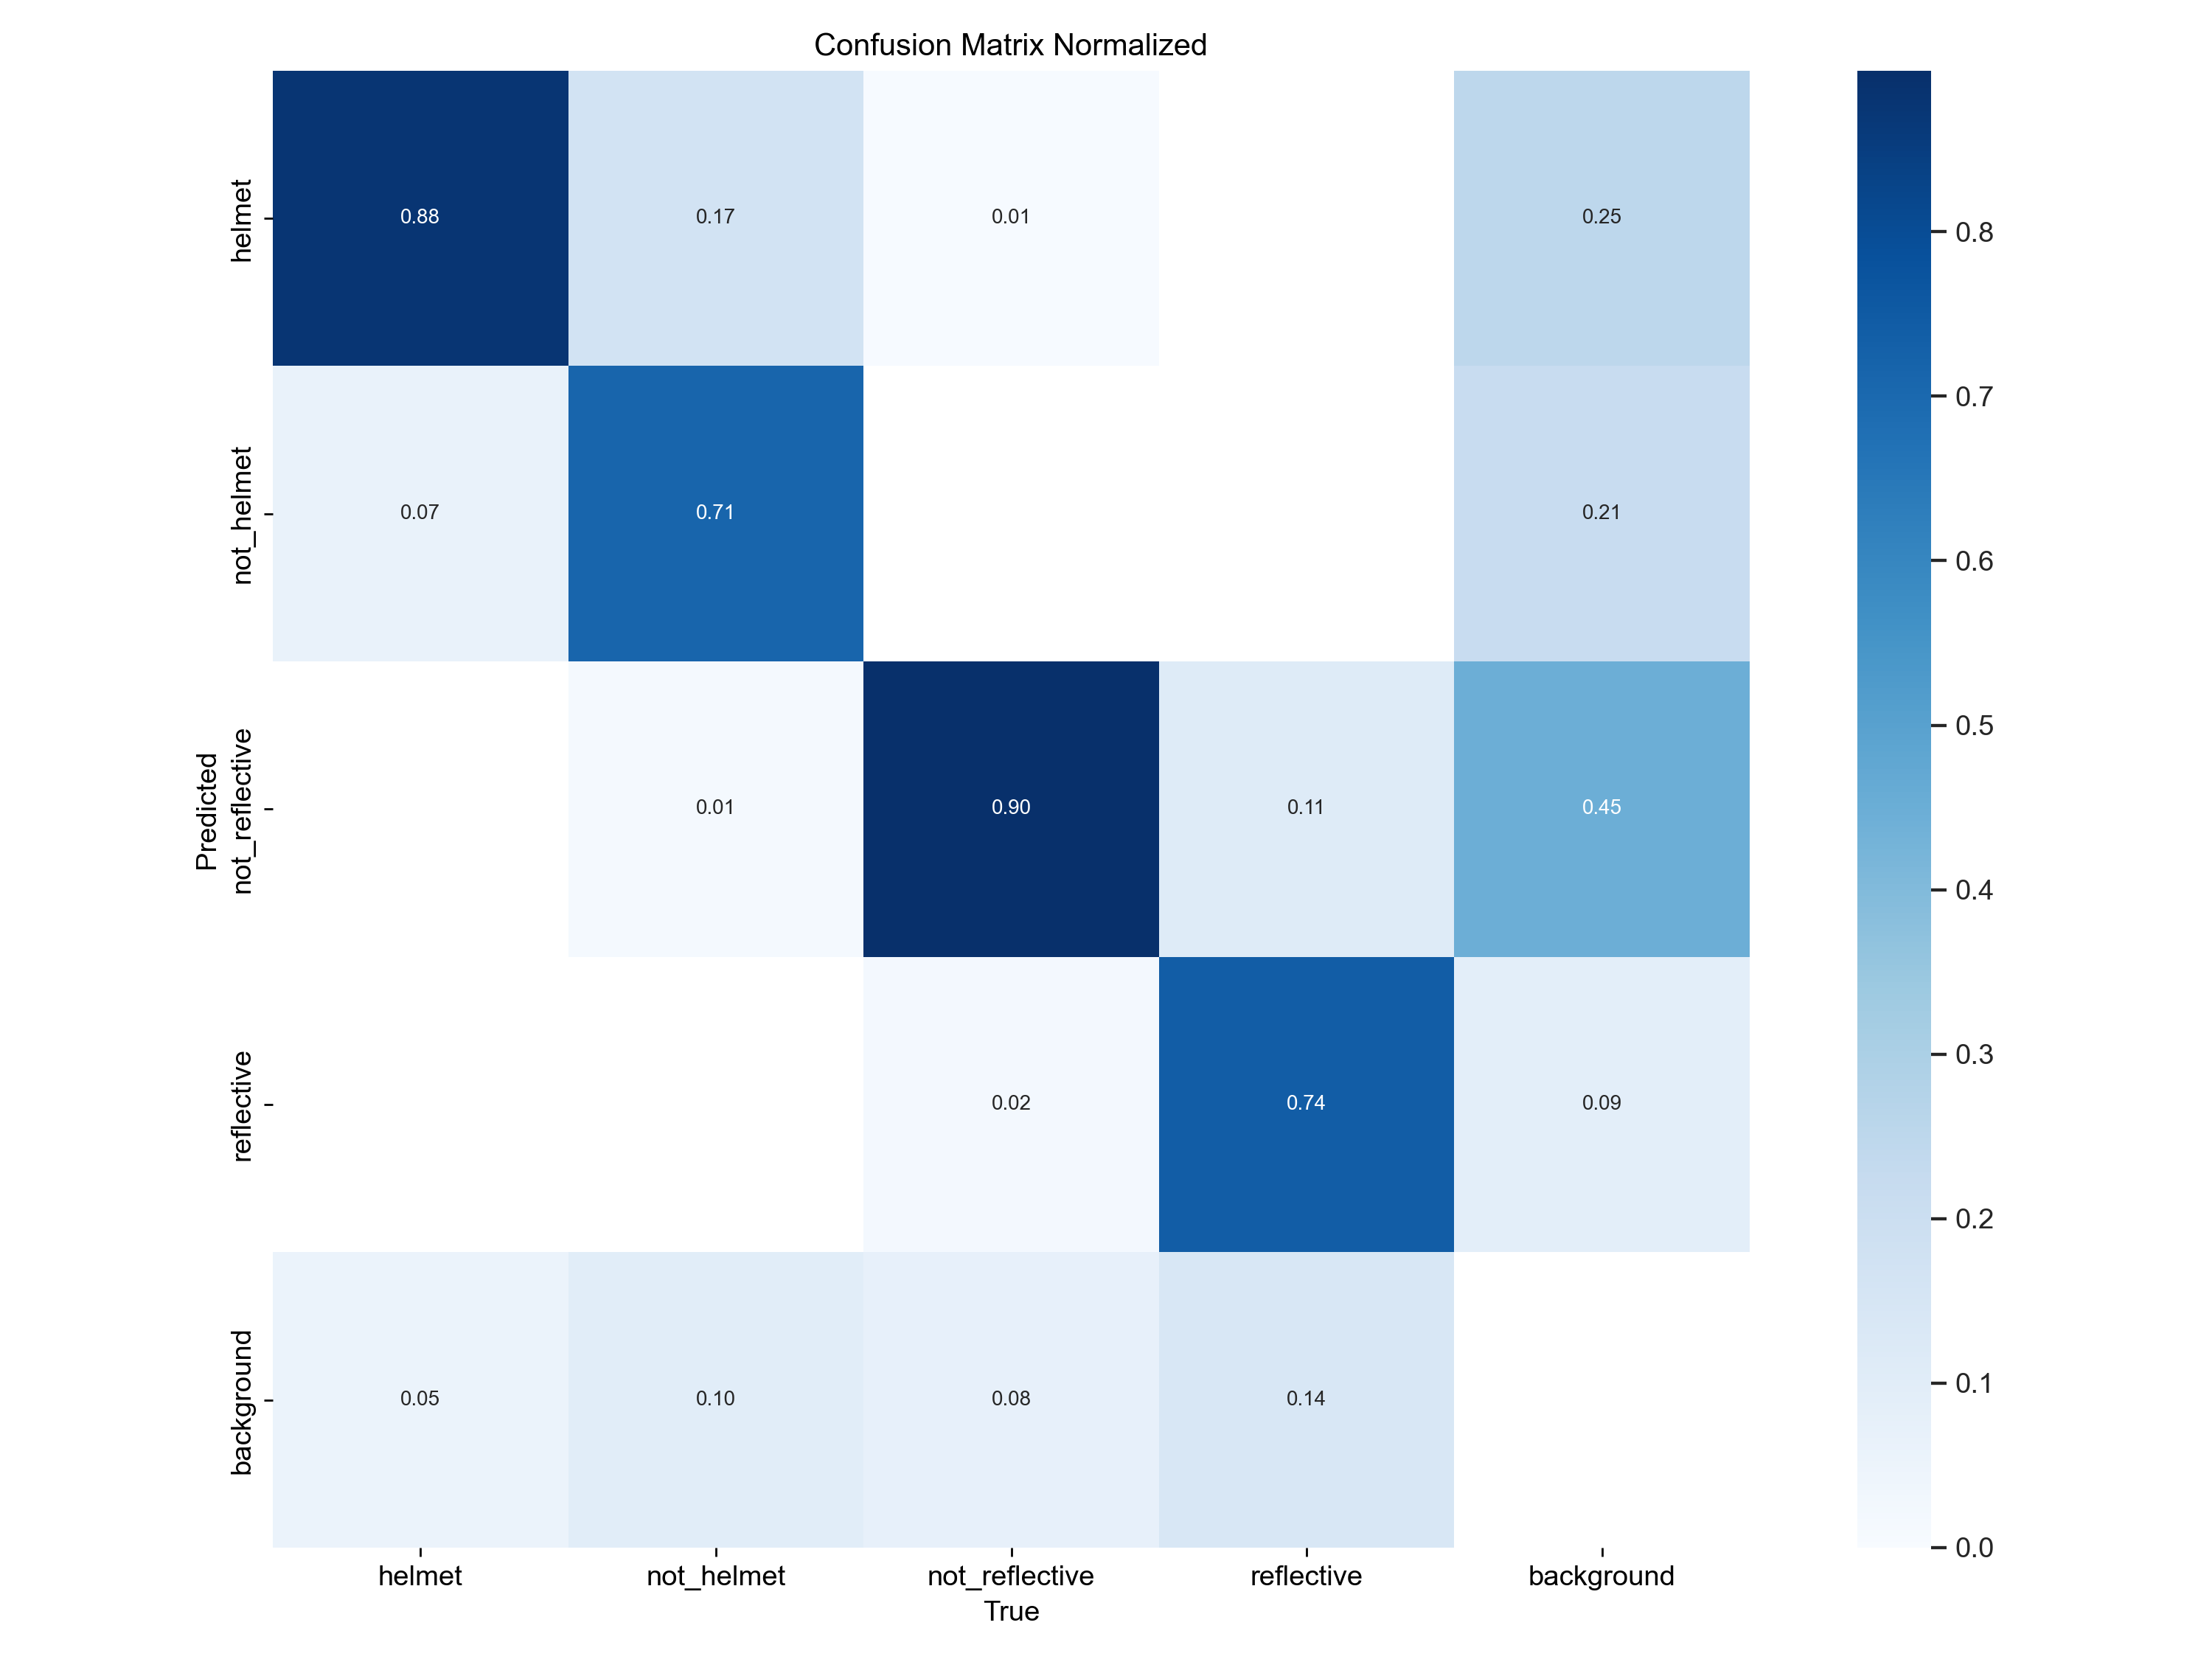 Confusion Matrix Normalized
helmet
0.88
0.17
0.01
0.25
not_helmet
0.07
0.71
0.21
Predicted
not_reflective
0.01
0.90
0.11
0.45
reflective
0.02
0.74
0.09
background
0.05
0.10
0.08
0.14
helmet
not_helmet
not_reflective
reflective
background
True
0.8
0.7
0.6
0.5
0.4
0.3
0.2
0.1
0.0